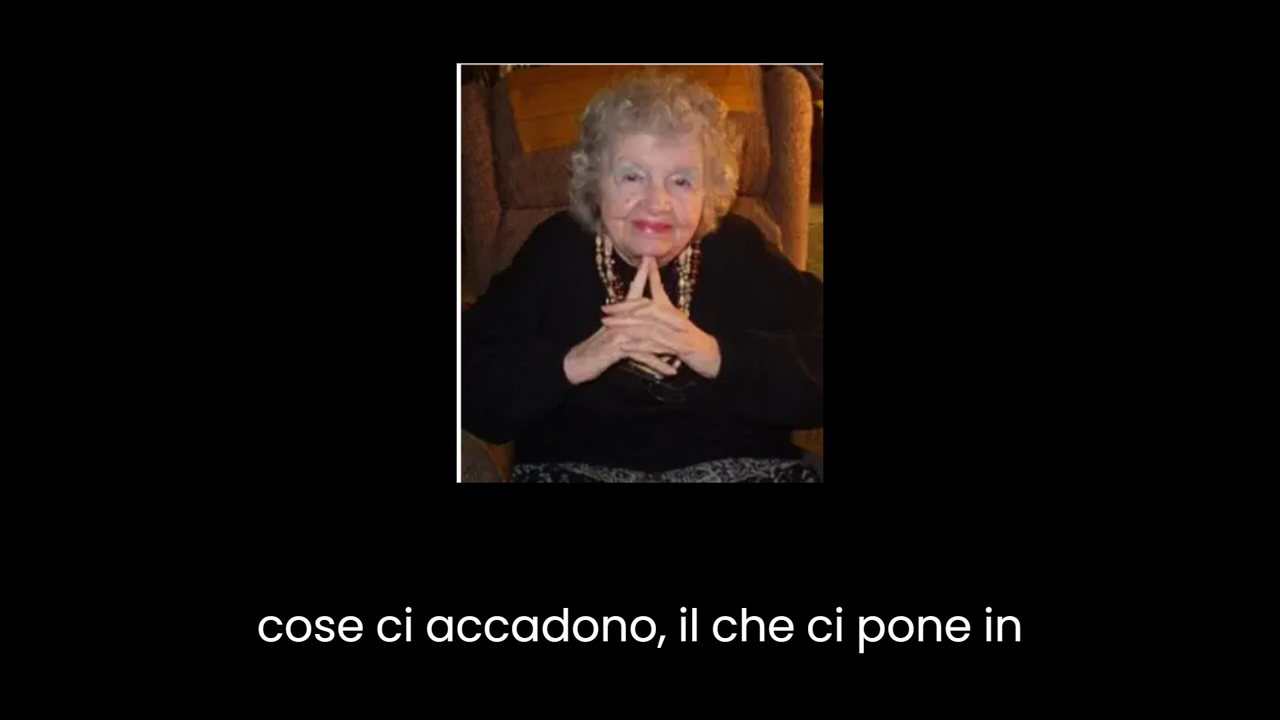 cose ci accadono, il che ci pone in